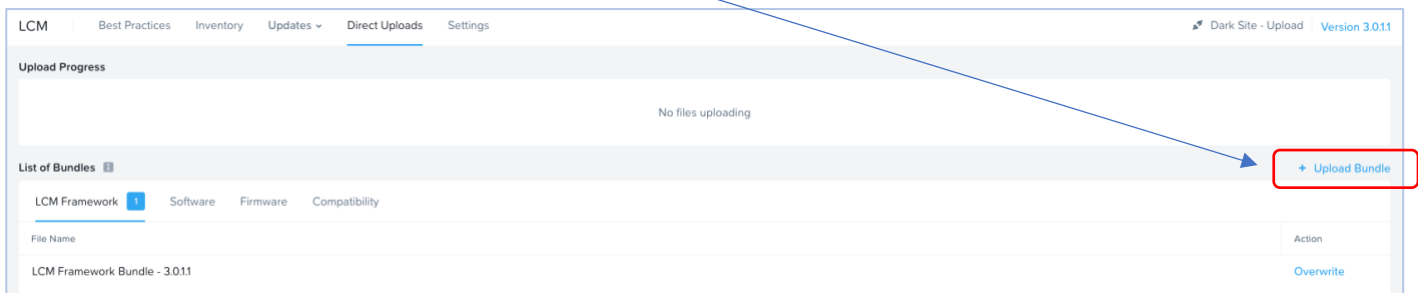 LCM Best Practices Inventory Updates Direct Uploads Settings Dark Site - Upload Version 3.0.1.1
Upload Progress
No files uploading
List of Bundles
+ Upload Bundle
LCM Framework 1 Software Firmware Compatibility
File Name Action
LCM Framework Bundle - 3.0.1.1 Overwrite